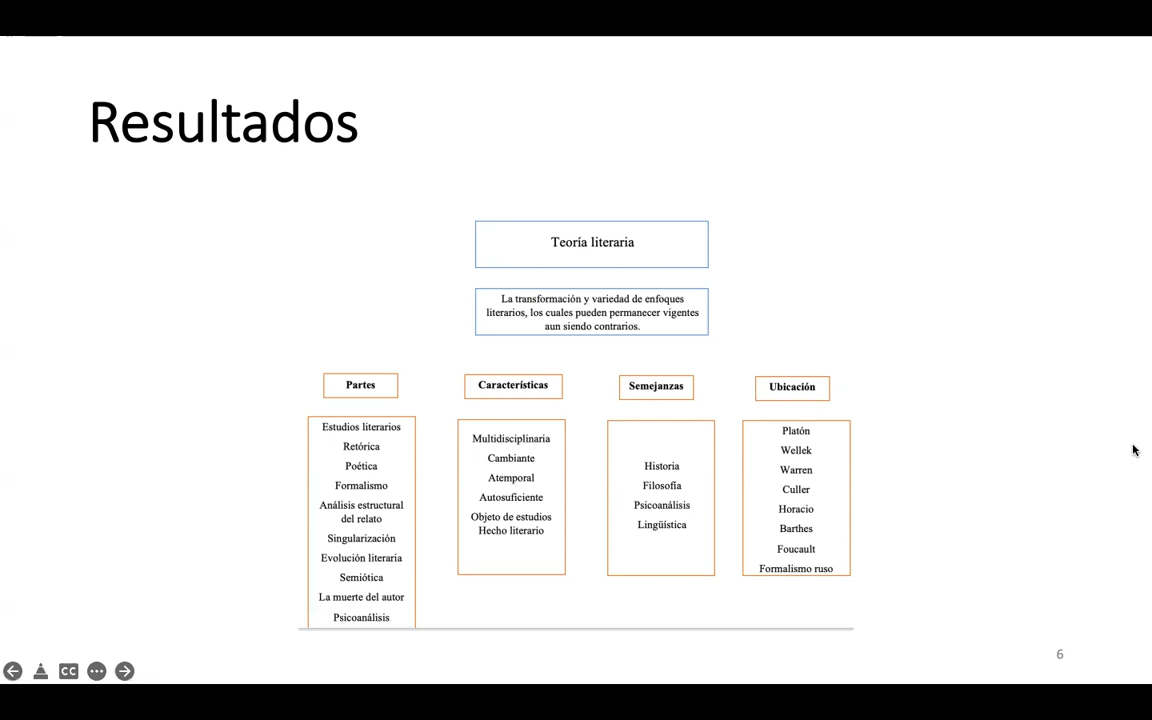 Resultados
Teoría literaria
La transformación y variedad de enfoques
literarios, los cuales pueden permanecer vigentes
aun siendo contrarios.
Partes
Estudios literarios
Retórica
Poética
Formalismo
Análisis estructural
del relato
Singularización
Evolución literaria
Semiótica
La muerte del autor
Psicoanálisis
Características
Multidisciplinaria
Cambiante
Atemporal
Autosuficiente
Objeto de estudios
Hecho literario
Semejanzas
Historia
Filosofía
Psicoanálisis
Lingüística
Ubicación
Platón
Wellek
Warren
Culler
Horacio
Barthes
Foucault
Formalismo ruso
6
CC